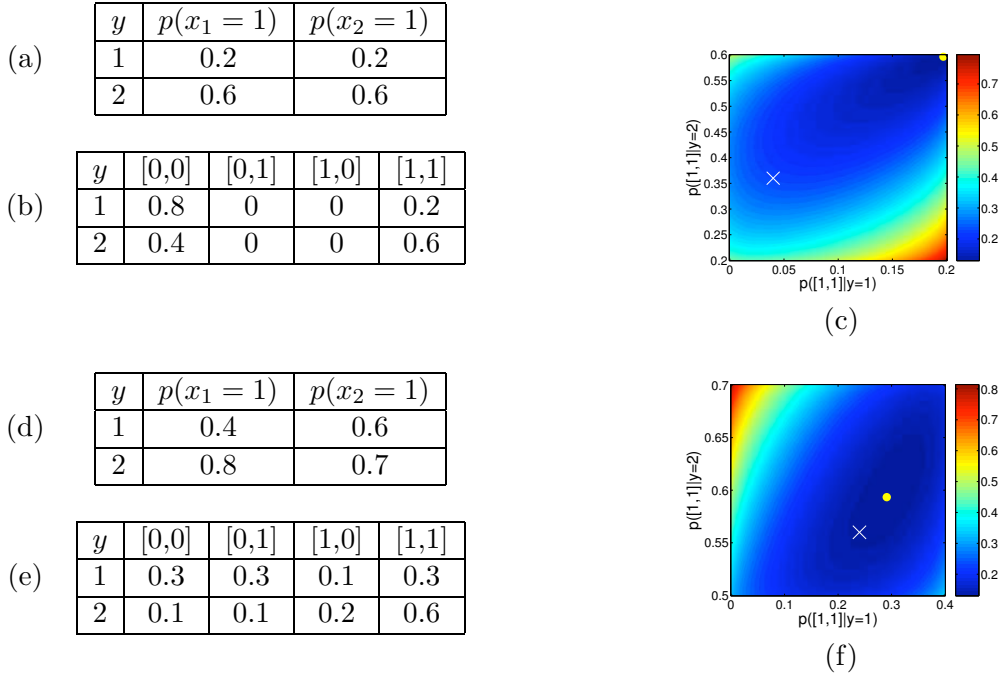 (a)
y p(x₁ = 1) p(x₂ = 1)
1 0.2 0.2
2 0.6 0.6
(b)
y [0,0] [0,1] [1,0] [1,1]
1 0.8 0 0 0.2
2 0.4 0 0 0.6
0.6
0.55
0.5
0.45
0.4
0.35
0.3
0.25
0.2
p([1,1]|y=2)
0 0.05 0.1 0.15 0.2
p([1,1]|y=1)
0.7
0.6
0.5
0.4
0.3
0.2
(c)
(d)
y p(x₁ = 1) p(x₂ = 1)
1 0.4 0.6
2 0.8 0.7
(e)
y [0,0] [0,1] [1,0] [1,1]
1 0.3 0.3 0.1 0.3
2 0.1 0.1 0.2 0.6
0.7
0.65
0.6
0.55
0.5
p([1,1]|y=2)
0 0.1 0.2 0.3 0.4
p([1,1]|y=1)
0.8
0.7
0.6
0.5
0.4
0.3
0.2
(f)